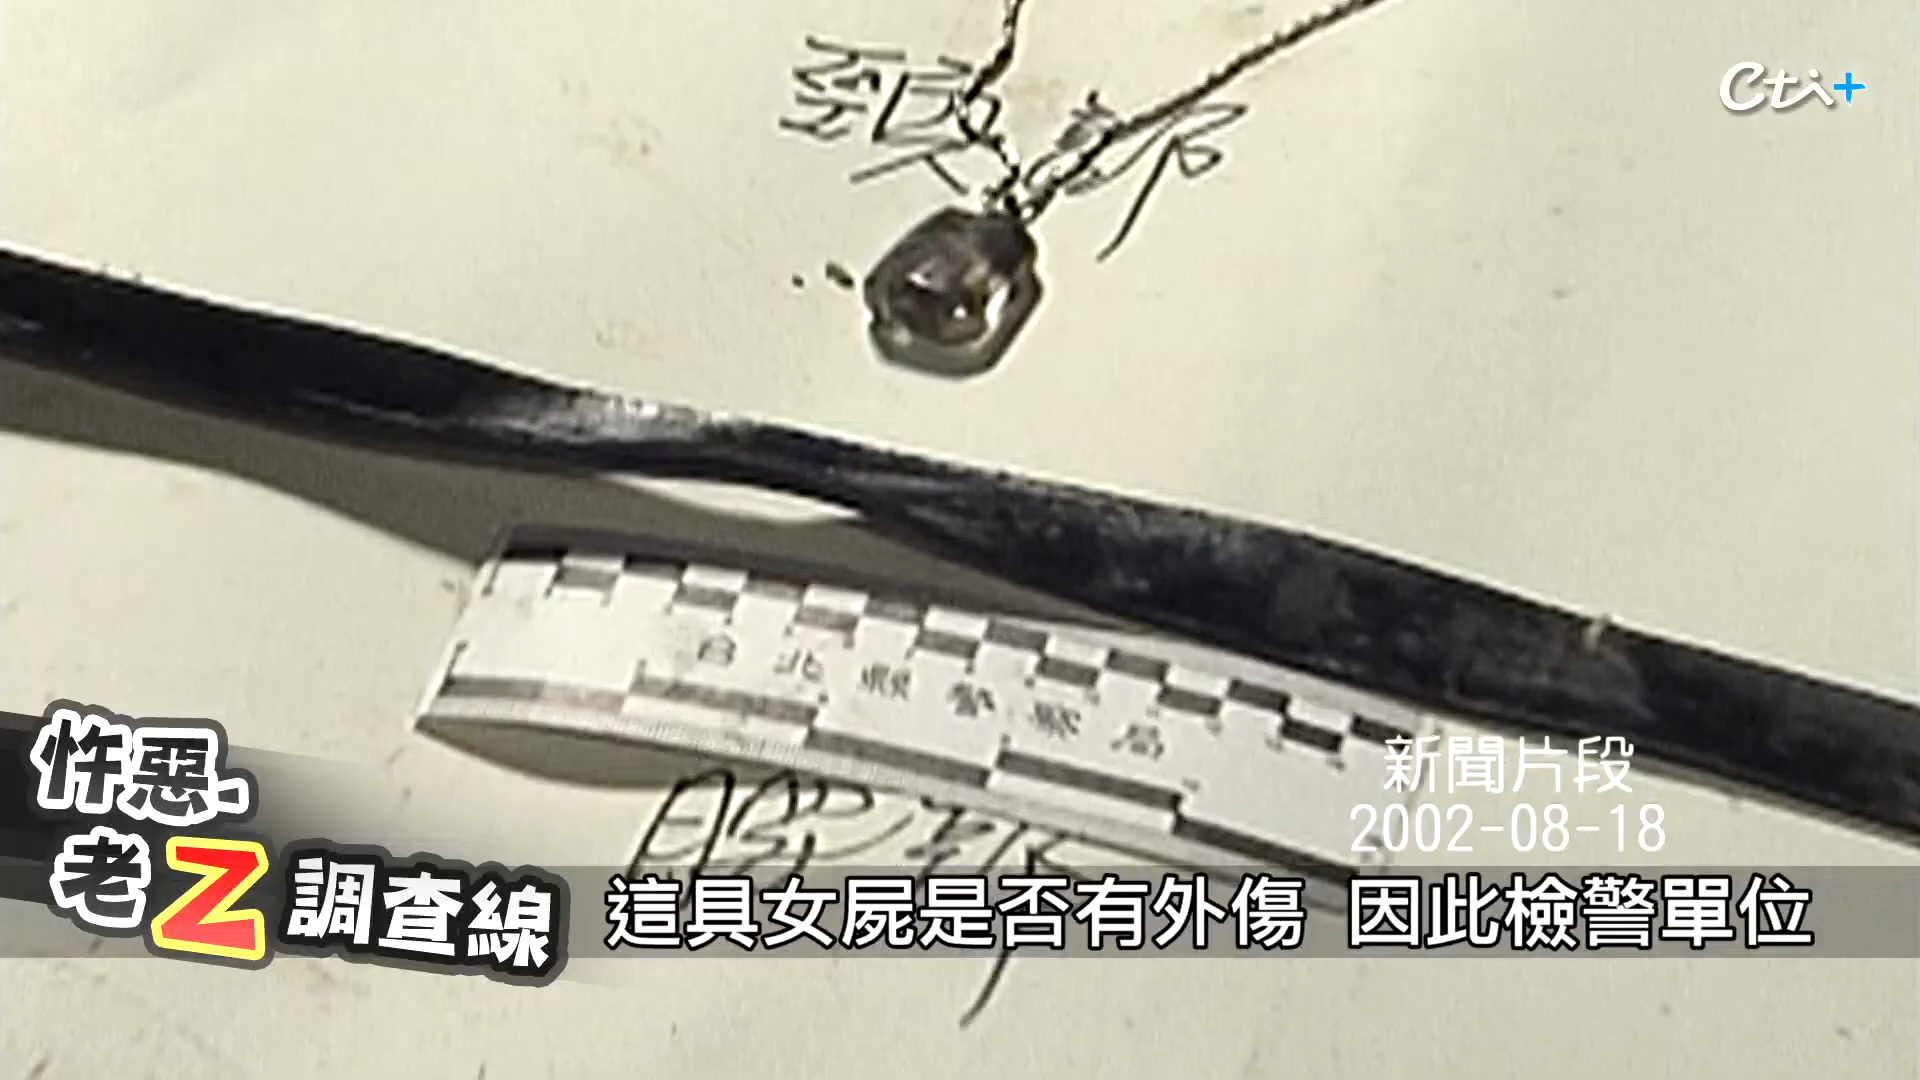 Cti+
頸部
台北縣警察局
新聞片段
2002-08-18
忤惡-
老Z調查線
這具女屍是否有外傷 因此檢警單位